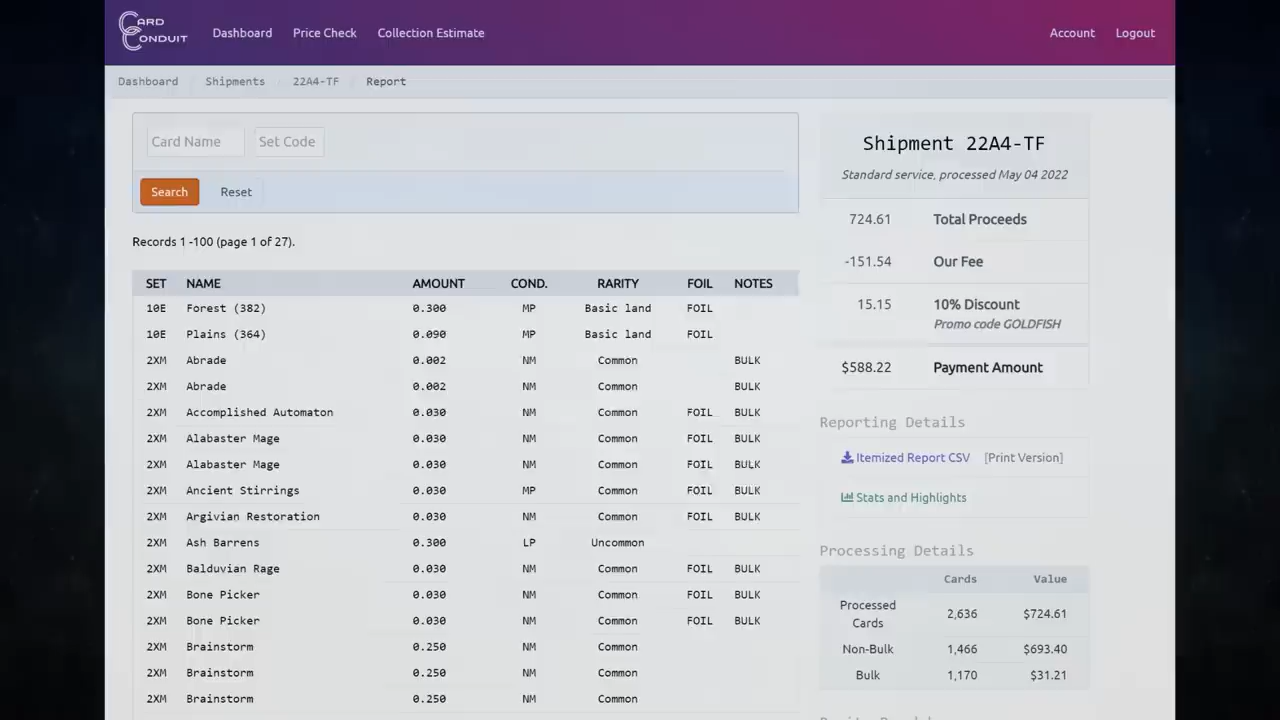 CARD
CONDUIT
Dashboard Price Check Collection Estimate Account Logout
Dashboard Shipments 22A4-TF Report
Card Name Set Code
Search Reset
Records 1 -100 (page 1 of 27).
SET NAME AMOUNT COND. RARITY FOIL NOTES
10E Forest (382) 0.300 MP Basic land FOIL
10E Plains (364) 0.090 MP Basic land FOIL
2XM Abrade 0.002 NM Common BULK
2XM Abrade 0.002 NM Common BULK
2XM Accomplished Automaton 0.030 NM Common FOIL BULK
2XM Alabaster Mage 0.030 NM Common FOIL BULK
2XM Alabaster Mage 0.030 NM Common FOIL BULK
2XM Ancient Stirrings 0.030 MP Common FOIL BULK
2XM Argivian Restoration 0.030 NM Common FOIL BULK
2XM Ash Barrens 0.300 LP Uncommon
2XM Balduvian Rage 0.030 NM Common FOIL BULK
2XM Bone Picker 0.030 NM Common FOIL BULK
2XM Bone Picker 0.030 NM Common FOIL BULK
2XM Brainstorm 0.250 NM Common
2XM Brainstorm 0.250 NM Common
2XM Brainstorm 0.250 NM Common
Shipment 22A4-TF
Standard service, processed May 04 2022
724.61 Total Proceeds
-151.54 Our Fee
15.15 10% Discount
Promo code GOLDFISH
$588.22 Payment Amount
Reporting Details
Itemized Report CSV [Print Version]
Stats and Highlights
Processing Details
Cards Value
Processed
Cards 2,636 $724.61
Non-Bulk 1,466 $693.40
Bulk 1,170 $31.21